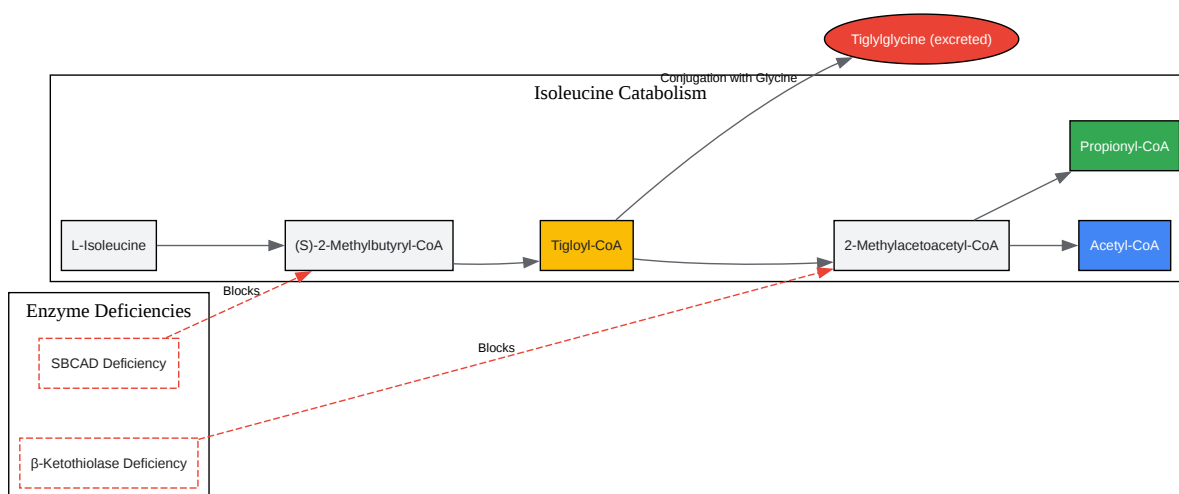 Tiglylglycine (excreted)
Conjugation with Glycine
Isoleucine Catabolism
Propionyl-CoA
L-Isoleucine
(S)-2-Methylbutyryl-CoA
Tigloyl-CoA
2-Methylacetoacetyl-CoA
Acetyl-CoA
Blocks
Enzyme Deficiencies
Blocks
SBCAD Deficiency
β-Ketothiolase Deficiency